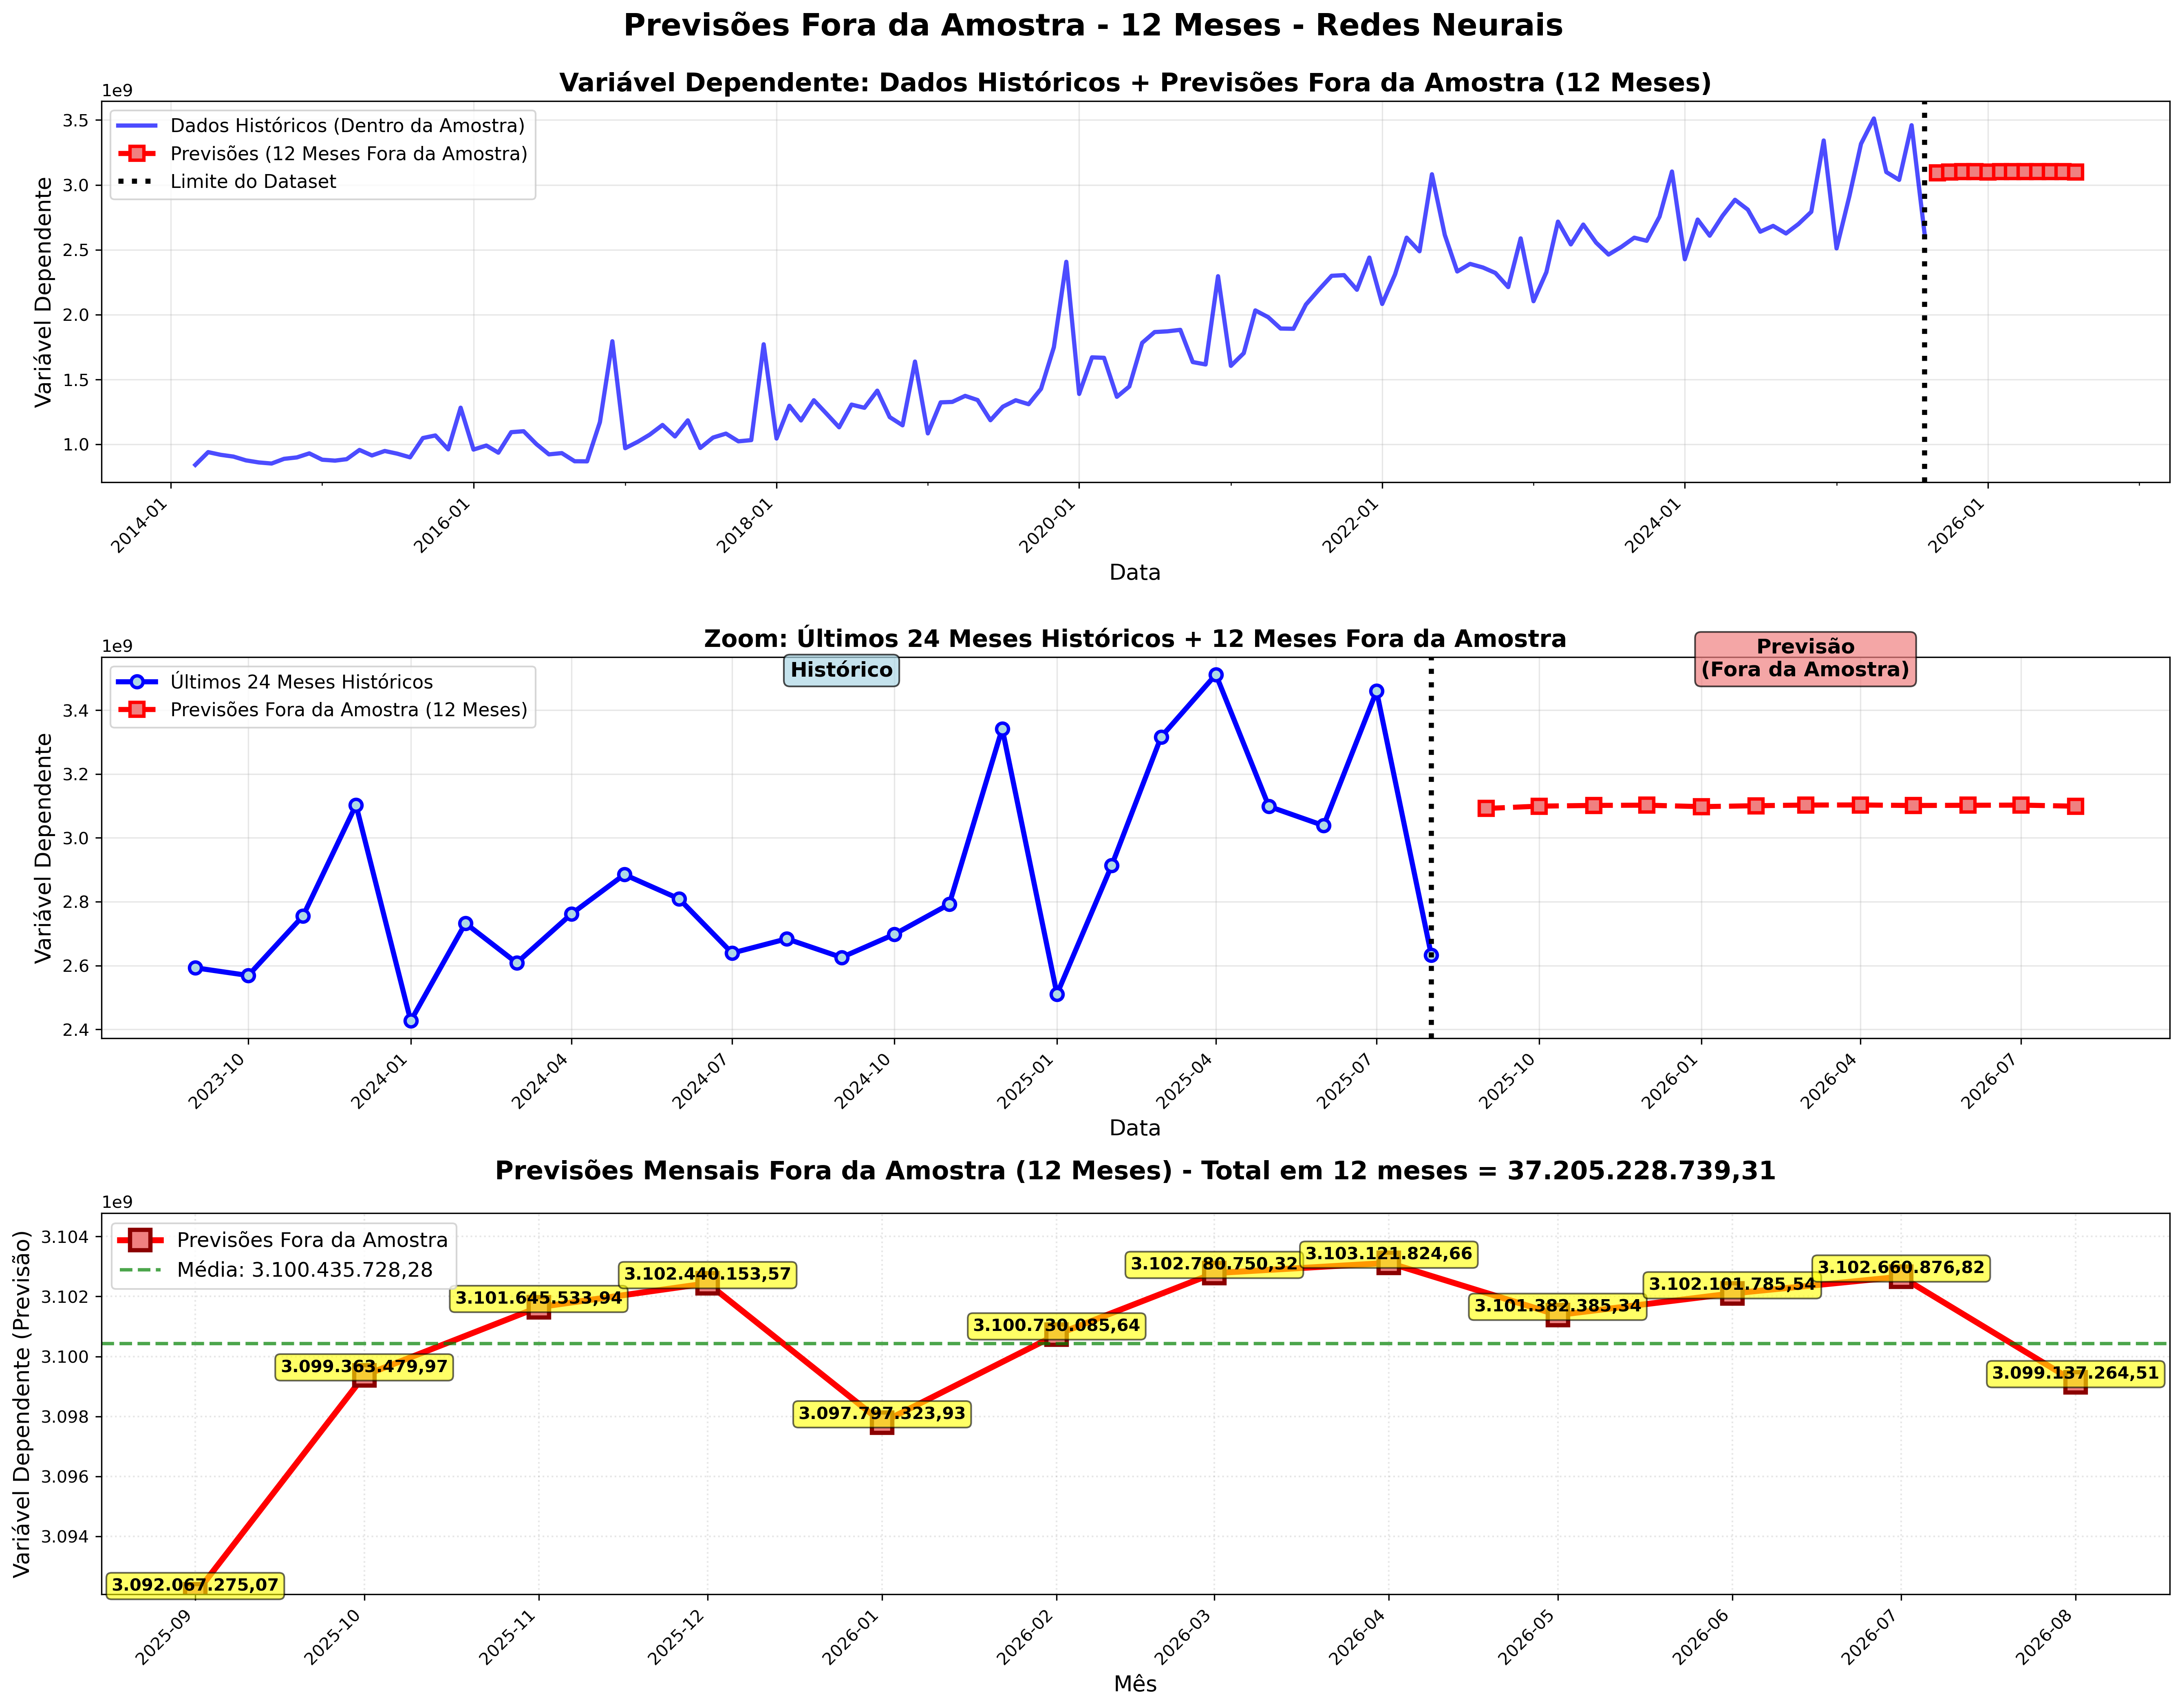 Previsões Fora da Amostra - 12 Meses - Redes Neurais
Variável Dependente: Dados Históricos + Previsões Fora da Amostra (12 Meses)
1e9
Dados Históricos (Dentro da Amostra)
Previsões (12 Meses Fora da Amostra)
Limite do Dataset
3.5
3.0
2.5
2.0
1.5
1.0
Variável Dependente
2014-01
2016-01
2018-01
2020-01
2022-01
2024-01
2026-01
Data
Zoom: Últimos 24 Meses Históricos + 12 Meses Fora da Amostra
1e9
Últimos 24 Meses Históricos
Previsões Fora da Amostra (12 Meses)
Histórico
Previsão
(Fora da Amostra)
3.4
3.2
3.0
2.8
2.6
2.4
Variável Dependente
2023-10
2024-01
2024-04
2024-07
2024-10
2025-01
2025-04
2025-07
2025-10
2026-01
2026-04
2026-07
Data
Previsões Mensais Fora da Amostra (12 Meses) - Total em 12 meses = 37.205.228.739,31
1e9
Previsões Fora da Amostra
Média: 3.100.435.728,28
3.104
3.102
3.100
3.098
3.096
3.094
Variável Dependente (Previsão)
3.092.067.275,07
3.099.363.479,97
3.101.645.533,94
3.102.440.153,57
3.097.797.323,93
3.100.730.085,64
3.102.780.750,32
3.103.121.824,66
3.101.382.385,34
3.102.101.785,54
3.102.660.876,82
3.099.137.264,51
2025-09
2025-10
2025-11
2025-12
2026-01
2026-02
2026-03
2026-04
2026-05
2026-06
2026-07
2026-08
Mês